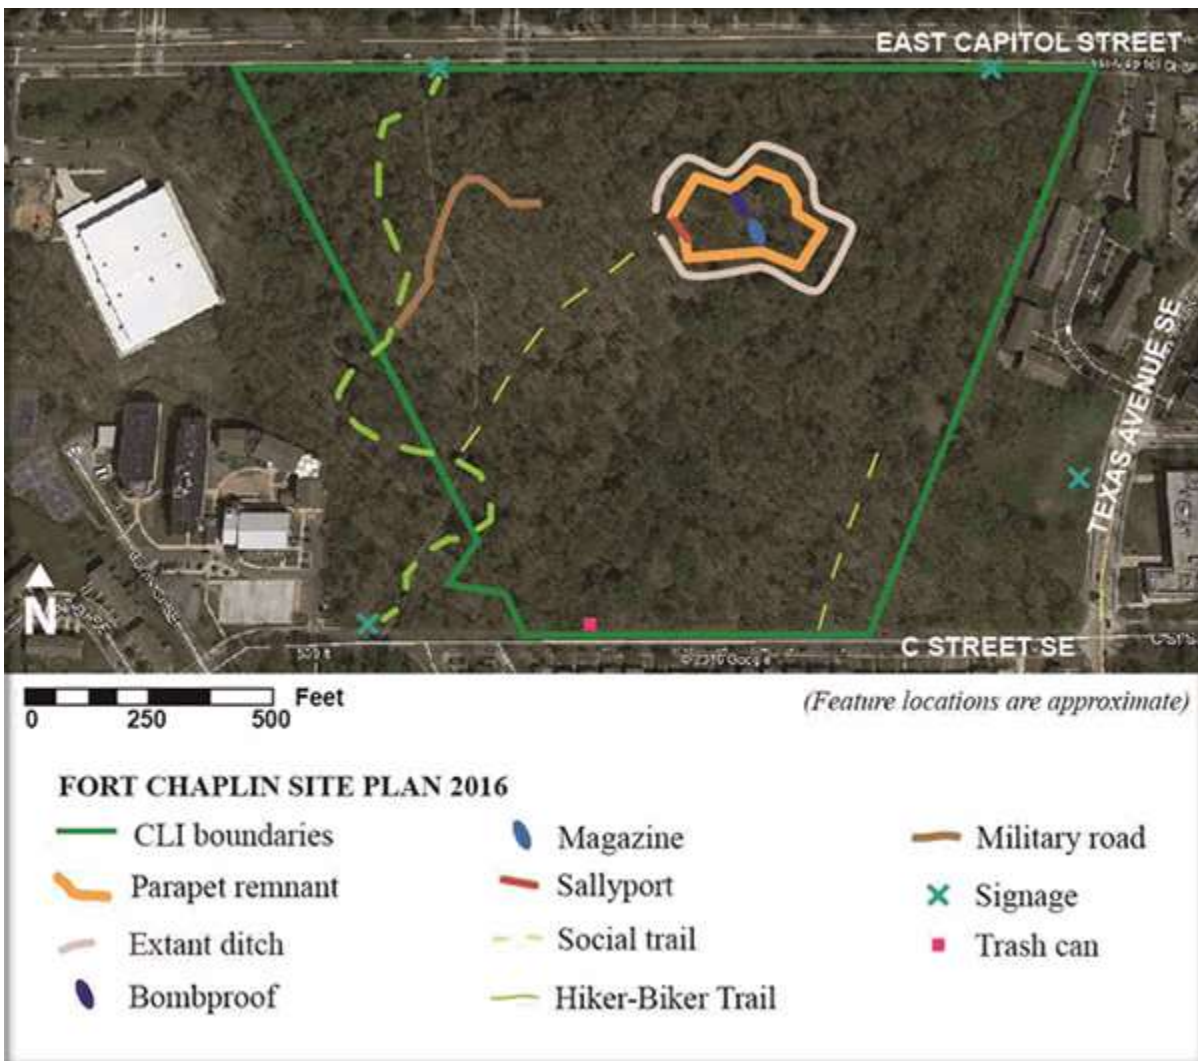 EAST CAPITOL STREET
TEXAS AVENUE SE
N
C STREET SE
0 250 500 Feet
(Feature locations are approximate)
FORT CHAPLIN SITE PLAN 2016
CLI boundaries
Parapet remnant
Extant ditch
Bombproof
Magazine
Sallyport
Social trail
Hiker-Biker Trail
Military road
Signage
Trash can